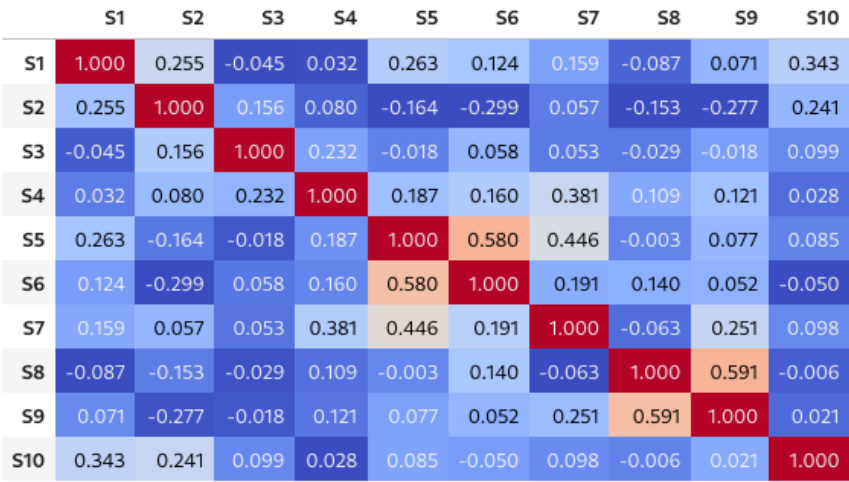 S1 S2 S3 S4 S5 S6 S7 S8 S9 S10
S1 1.000 0.255 -0.045 0.032 0.263 0.124 0.159 -0.087 0.071 0.343
S2 0.255 1.000 0.156 0.080 -0.164 -0.299 0.057 -0.153 -0.277 0.241
S3 -0.045 0.156 1.000 0.232 -0.018 0.058 0.053 -0.029 -0.018 0.099
S4 0.032 0.080 0.232 1.000 0.187 0.160 0.381 0.109 0.121 0.028
S5 0.263 -0.164 -0.018 0.187 1.000 0.580 0.446 -0.003 0.077 0.085
S6 0.124 -0.299 0.058 0.160 0.580 1.000 0.191 0.140 0.052 -0.050
S7 0.159 0.057 0.053 0.381 0.446 0.191 1.000 -0.063 0.251 0.098
S8 -0.087 -0.153 -0.029 0.109 -0.003 0.140 -0.063 1.000 0.591 -0.006
S9 0.071 -0.277 -0.018 0.121 0.077 0.052 0.251 0.591 1.000 0.021
S10 0.343 0.241 0.099 0.028 0.085 -0.050 0.098 -0.006 0.021 1.000